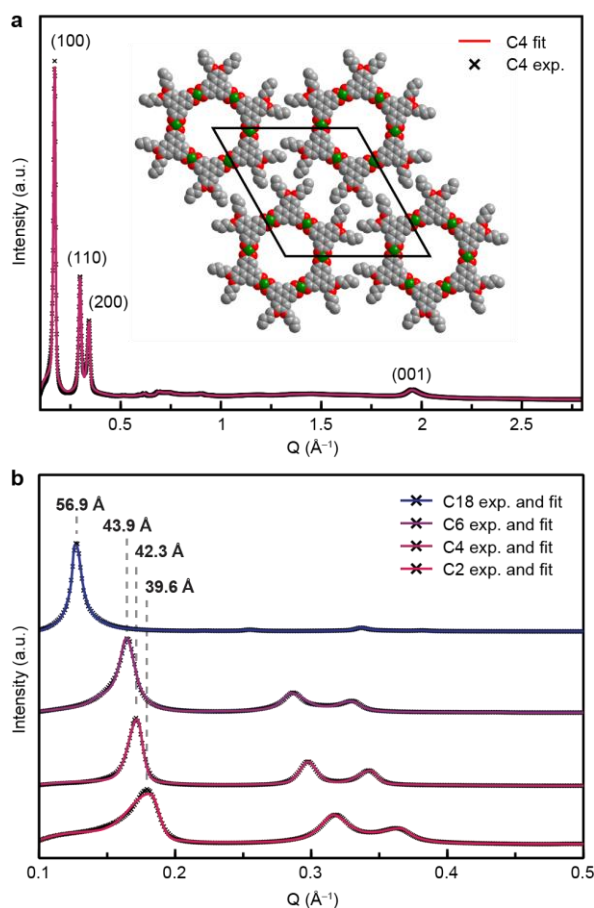 a
(100)
C4 fit
C4 exp.
(110)
(200)
(001)
Intensity (a.u.)
0.5 1 1.5 2 2.5
Q (Å⁻¹)
b
56.9 Å
43.9 Å
42.3 Å
39.6 Å
C18 exp. and fit
C6 exp. and fit
C4 exp. and fit
C2 exp. and fit
Intensity (a.u.)
0.1 0.2 0.3 0.4 0.5
Q (Å⁻¹)